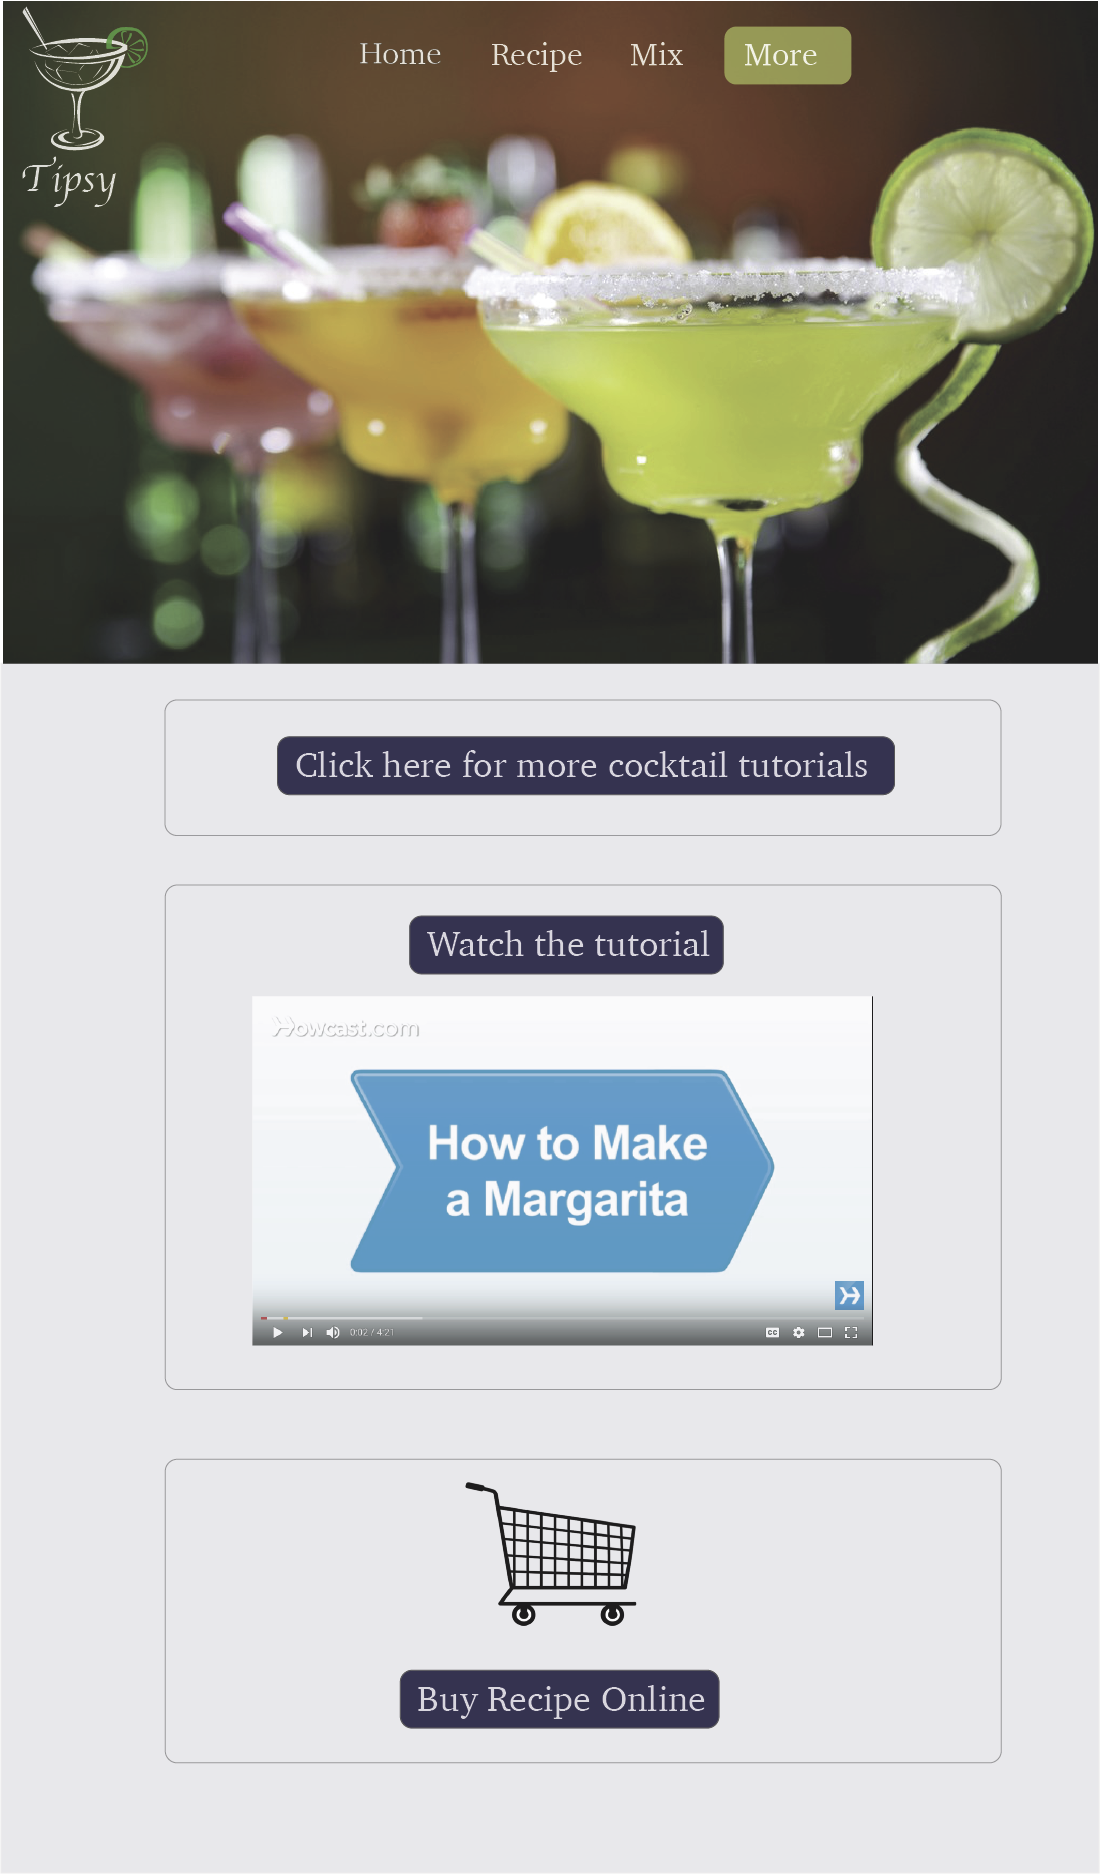 Home Recipe Mix More
Tipsy
Click here for more cocktail tutorials
Watch the tutorial
Howcast.com
How to Make
a Margarita
0:02 / 4:21
CC
Buy Recipe Online